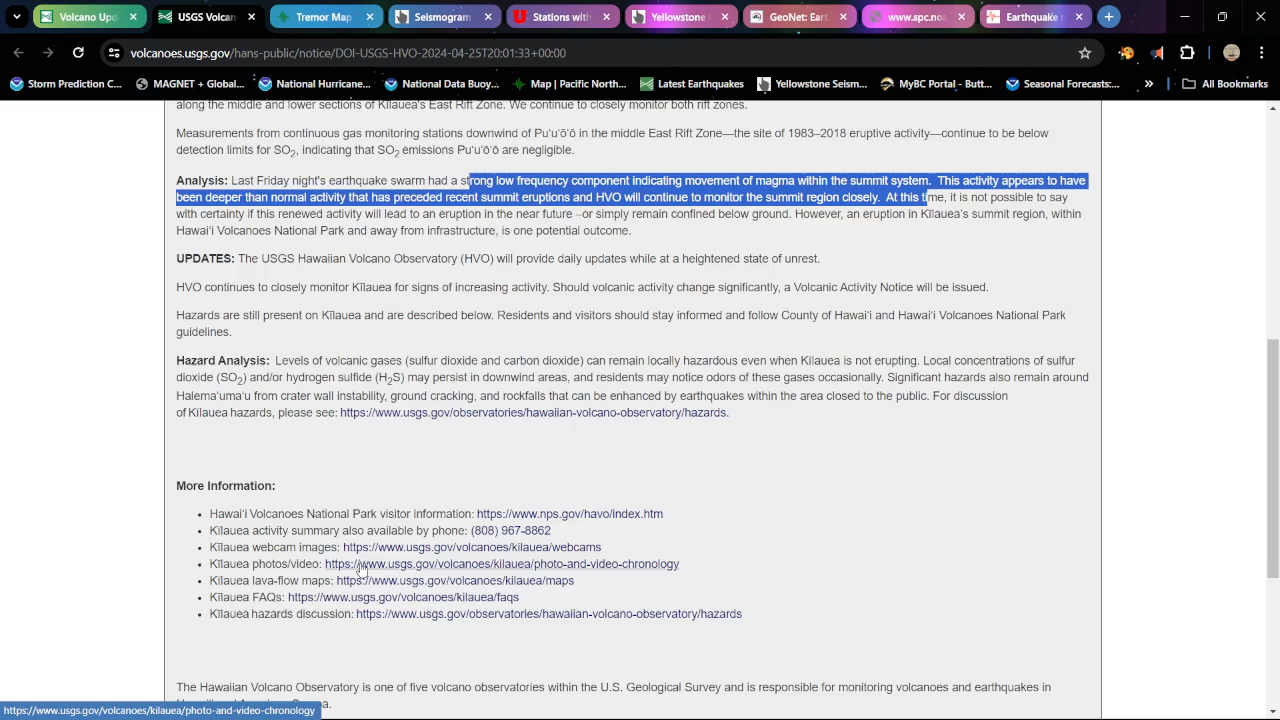 Volcano Upd
USGS Volcan
Tremor Map
Seismogram
Stations with
Yellowstone
GeoNet: Eart
www.spc.noa
Earthquake
volcanoes.usgs.gov/hans-public/notice/DOI-USGS-HVO-2024-04-25T20:01:33+00:00
Storm Prediction C...
MAGNET + Global...
National Hurricane...
National Data Buoy...
Map | Pacific North...
Latest Earthquakes
Yellowstone Seism...
MyBC Portal - Butt...
Seasonal Forecasts:...
»
All Bookmarks
along the middle and lower sections of Kīlauea's East Rift Zone. We continue to closely monitor both rift zones.
Measurements from continuous gas monitoring stations downwind of Puʻuʻōʻō in the middle East Rift Zone—the site of 1983–2018 eruptive activity—continue to be below
detection limits for SO2, indicating that SO2 emissions Puʻuʻōʻō are negligible.
Analysis: Last Friday night's earthquake swarm had a strong low frequency component indicating movement of magma within the summit system. This activity appears to have
been deeper than normal activity that has preceded recent summit eruptions and HVO will continue to monitor the summit region closely. At this time, it is not possible to say
with certainty if this renewed activity will lead to an eruption in the near future –or simply remain confined below ground. However, an eruption in Kīlauea's summit region, within
Hawaiʻi Volcanoes National Park and away from infrastructure, is one potential outcome.
UPDATES: The USGS Hawaiian Volcano Observatory (HVO) will provide daily updates while at a heightened state of unrest.
HVO continues to closely monitor Kīlauea for signs of increasing activity. Should volcanic activity change significantly, a Volcanic Activity Notice will be issued.
Hazards are still present on Kīlauea and are described below. Residents and visitors should stay informed and follow County of Hawaiʻi and Hawaiʻi Volcanoes National Park
guidelines.
Hazard Analysis: Levels of volcanic gases (sulfur dioxide and carbon dioxide) can remain locally hazardous even when Kīlauea is not erupting. Local concentrations of sulfur
dioxide (SO2) and/or hydrogen sulfide (H2S) may persist in downwind areas, and residents may notice odors of these gases occasionally. Significant hazards also remain around
Halemaʻumaʻu from crater wall instability, ground cracking, and rockfalls that can be enhanced by earthquakes within the area closed to the public. For discussion
of Kīlauea hazards, please see: https://www.usgs.gov/observatories/hawaiian-volcano-observatory/hazards.
More Information:
• Hawaiʻi Volcanoes National Park visitor information: https://www.nps.gov/havo/index.htm
• Kīlauea activity summary also available by phone: (808) 967-8862
• Kīlauea webcam images: https://www.usgs.gov/volcanoes/kilauea/webcams
• Kīlauea photos/video: https://www.usgs.gov/volcanoes/kilauea/photo-and-video-chronology
• Kīlauea lava-flow maps: https://www.usgs.gov/volcanoes/kilauea/maps
• Kīlauea FAQs: https://www.usgs.gov/volcanoes/kilauea/faqs
• Kīlauea hazards discussion: https://www.usgs.gov/observatories/hawaiian-volcano-observatory/hazards
The Hawaiian Volcano Observatory is one of five volcano observatories within the U.S. Geological Survey and is responsible for monitoring volcanoes and earthquakes in
https://www.usgs.gov/volcanoes/kilauea/photo-and-video-chronology